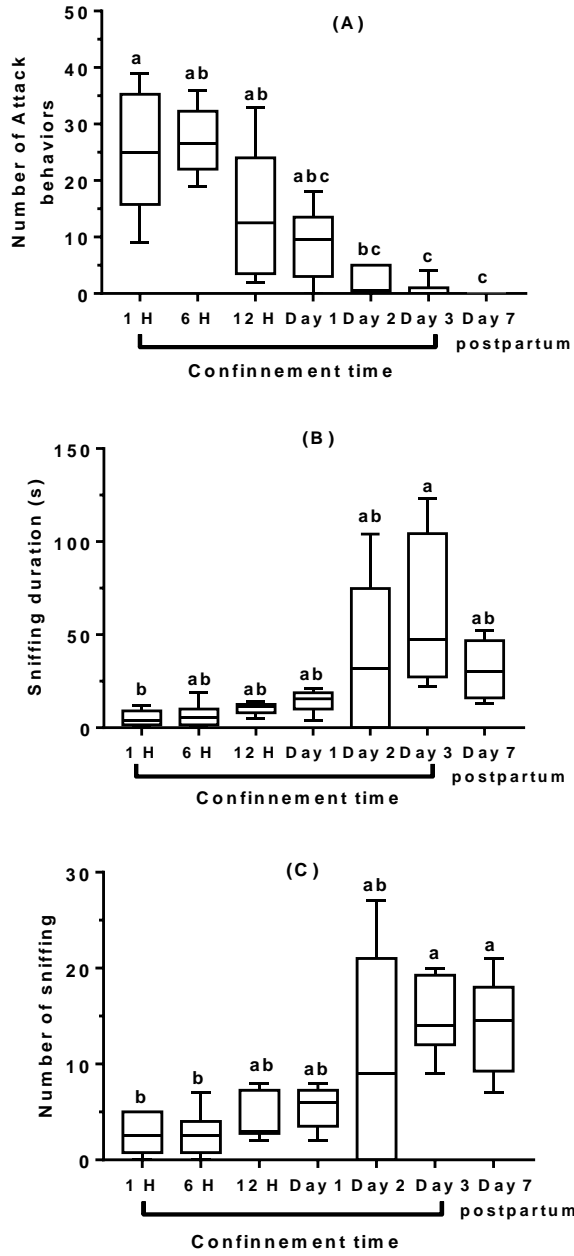 (A)
Number of Attack
behaviors
50
40
30
20
10
0
a
ab
ab
abc
bc
c
c
1 H 6 H 12 H Day 1 Day 2 Day 3 Day 7
postpartum
Confinnement time
(B)
Sniffing duration (s)
150
100
50
0
b
ab
ab
ab
ab
a
ab
1 H 6 H 12 H Day 1 Day 2 Day 3 Day 7
postpartum
Confinnement time
(C)
Number of sniffing
30
20
10
0
b
b
ab
ab
ab
a
a
1 H 6 H 12 H Day 1 Day 2 Day 3 Day 7
postpartum
Confinnement time